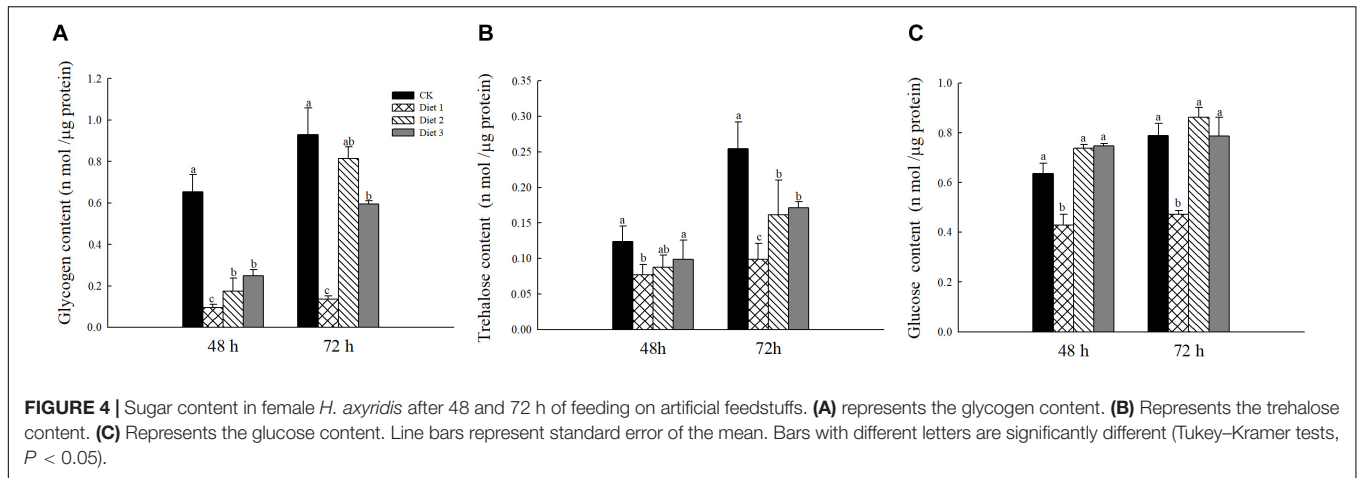 A
B
C
Glycogen content (n mol /µg protein)
1.2
1.0
0.8
0.6
0.4
0.2
0.0
CK
Diet 1
Diet 2
Diet 3
a
c
b
b
a
c
ab
b
48 h
72 h
Trehalose content (n mol /µg protein)
0.35
0.30
0.25
0.20
0.15
0.10
0.05
0.00
a
b
ab
a
a
c
b
b
48h
72h
Glucose content (n mol /µg protein)
1.0
0.8
0.6
0.4
0.2
0.0
a
b
a
a
a
b
a
a
48 h
72 h
FIGURE 4 | Sugar content in female H. axyridis after 48 and 72 h of feeding on artificial feedstuffs. (A) represents the glycogen content. (B) Represents the trehalose
content. (C) Represents the glucose content. Line bars represent standard error of the mean. Bars with different letters are significantly different (Tukey–Kramer tests,
P < 0.05).